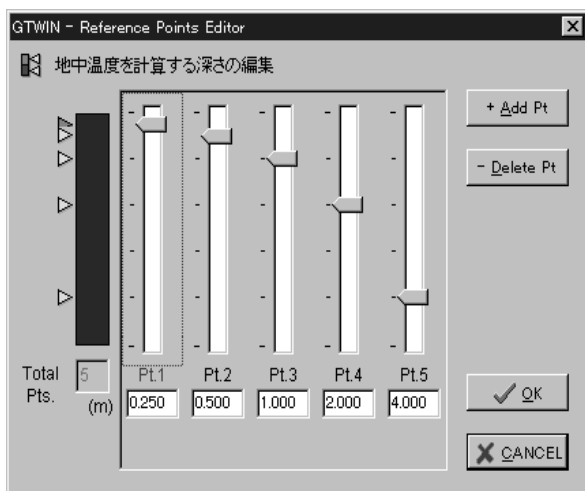 GTWIN - Reference Points Editor
地中温度を計算する深さの編集
+ Add Pt
- Delete Pt
Total Pts.
5
(m)
Pt.1 Pt.2 Pt.3 Pt.4 Pt.5
0.250 0.500 1.000 2.000 4.000
OK
CANCEL